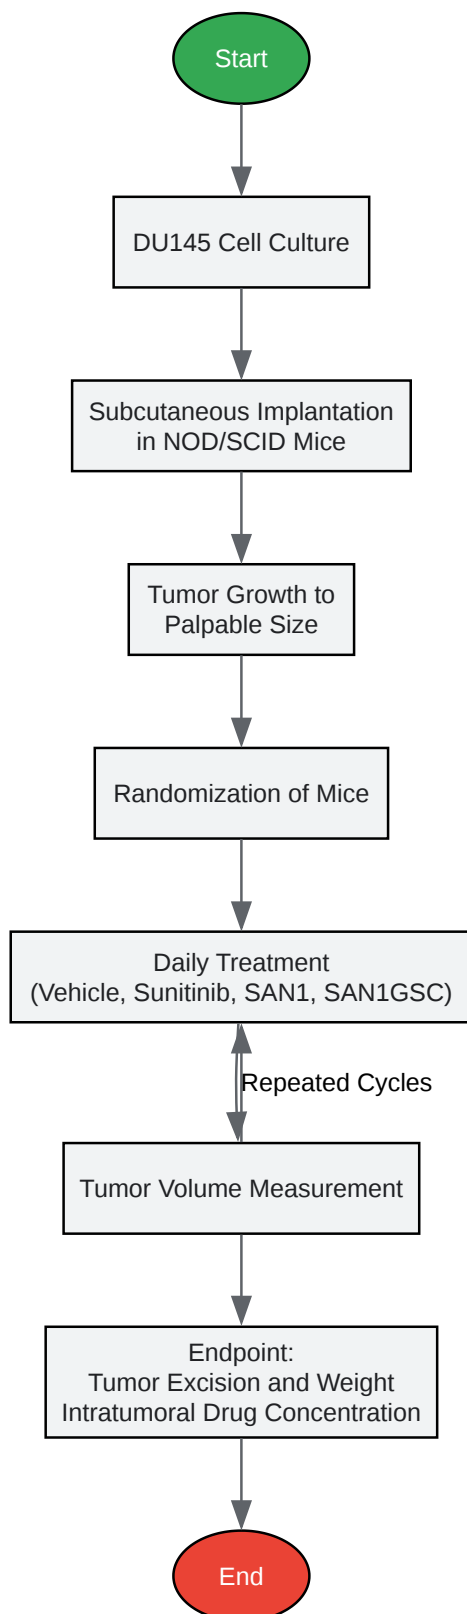 Start
DU145 Cell Culture
Subcutaneous Implantation
in NOD/SCID Mice
Tumor Growth to
Palpable Size
Randomization of Mice
Daily Treatment
(Vehicle, Sunitinib, SAN1, SAN1GSC)
Repeated Cycles
Tumor Volume Measurement
Endpoint:
Tumor Excision and Weight
Intratumoral Drug Concentration
End